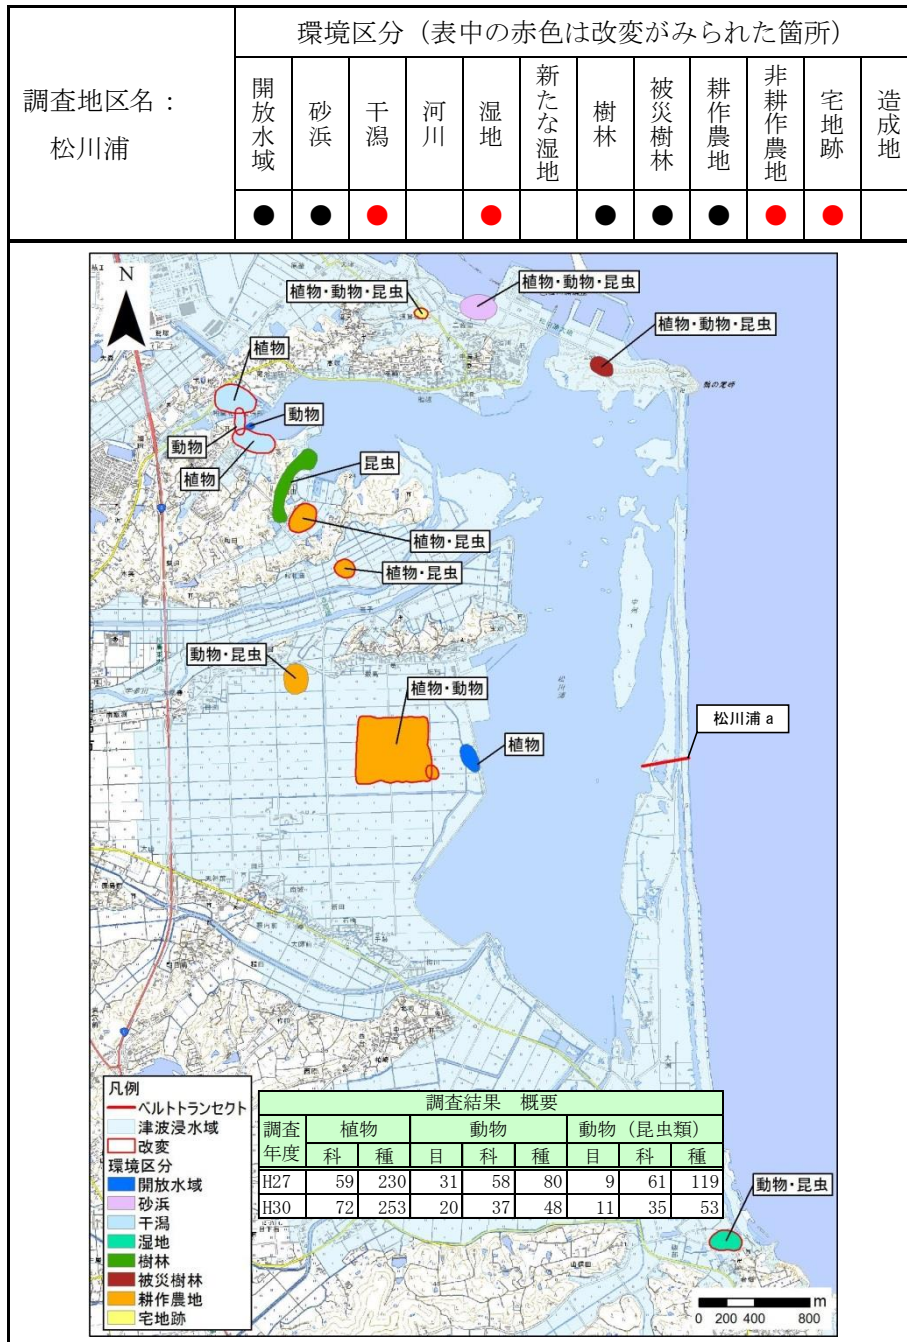 環境区分（表中の赤色は改変がみられた箇所）
調査地区名：
松川浦
開放水域 砂浜 干潟 河川 湿地 新たな湿地 樹林 被災樹林 耕作農地 非耕作農地 宅地跡 造成地
● ● ● ● ● ● ● ● ●
N
植物・動物・昆虫
植物・動物・昆虫
植物・動物・昆虫
植物
動物
動物
植物
昆虫
植物・昆虫
植物・昆虫
動物・昆虫
植物・動物
植物
松川浦
松川浦 a
動物・昆虫
凡例
ベルトトランセクト
津波浸水域
改変
環境区分
開放水域
砂浜
干潟
湿地
樹林
被災樹林
耕作農地
宅地跡
調査結果 概要
調査年度 植物 動物 動物（昆虫類）
科 種 目 科 種 目 科 種
H27 59 230 31 58 80 9 61 119
H30 72 253 20 37 48 11 35 53
m
0 200 400 800